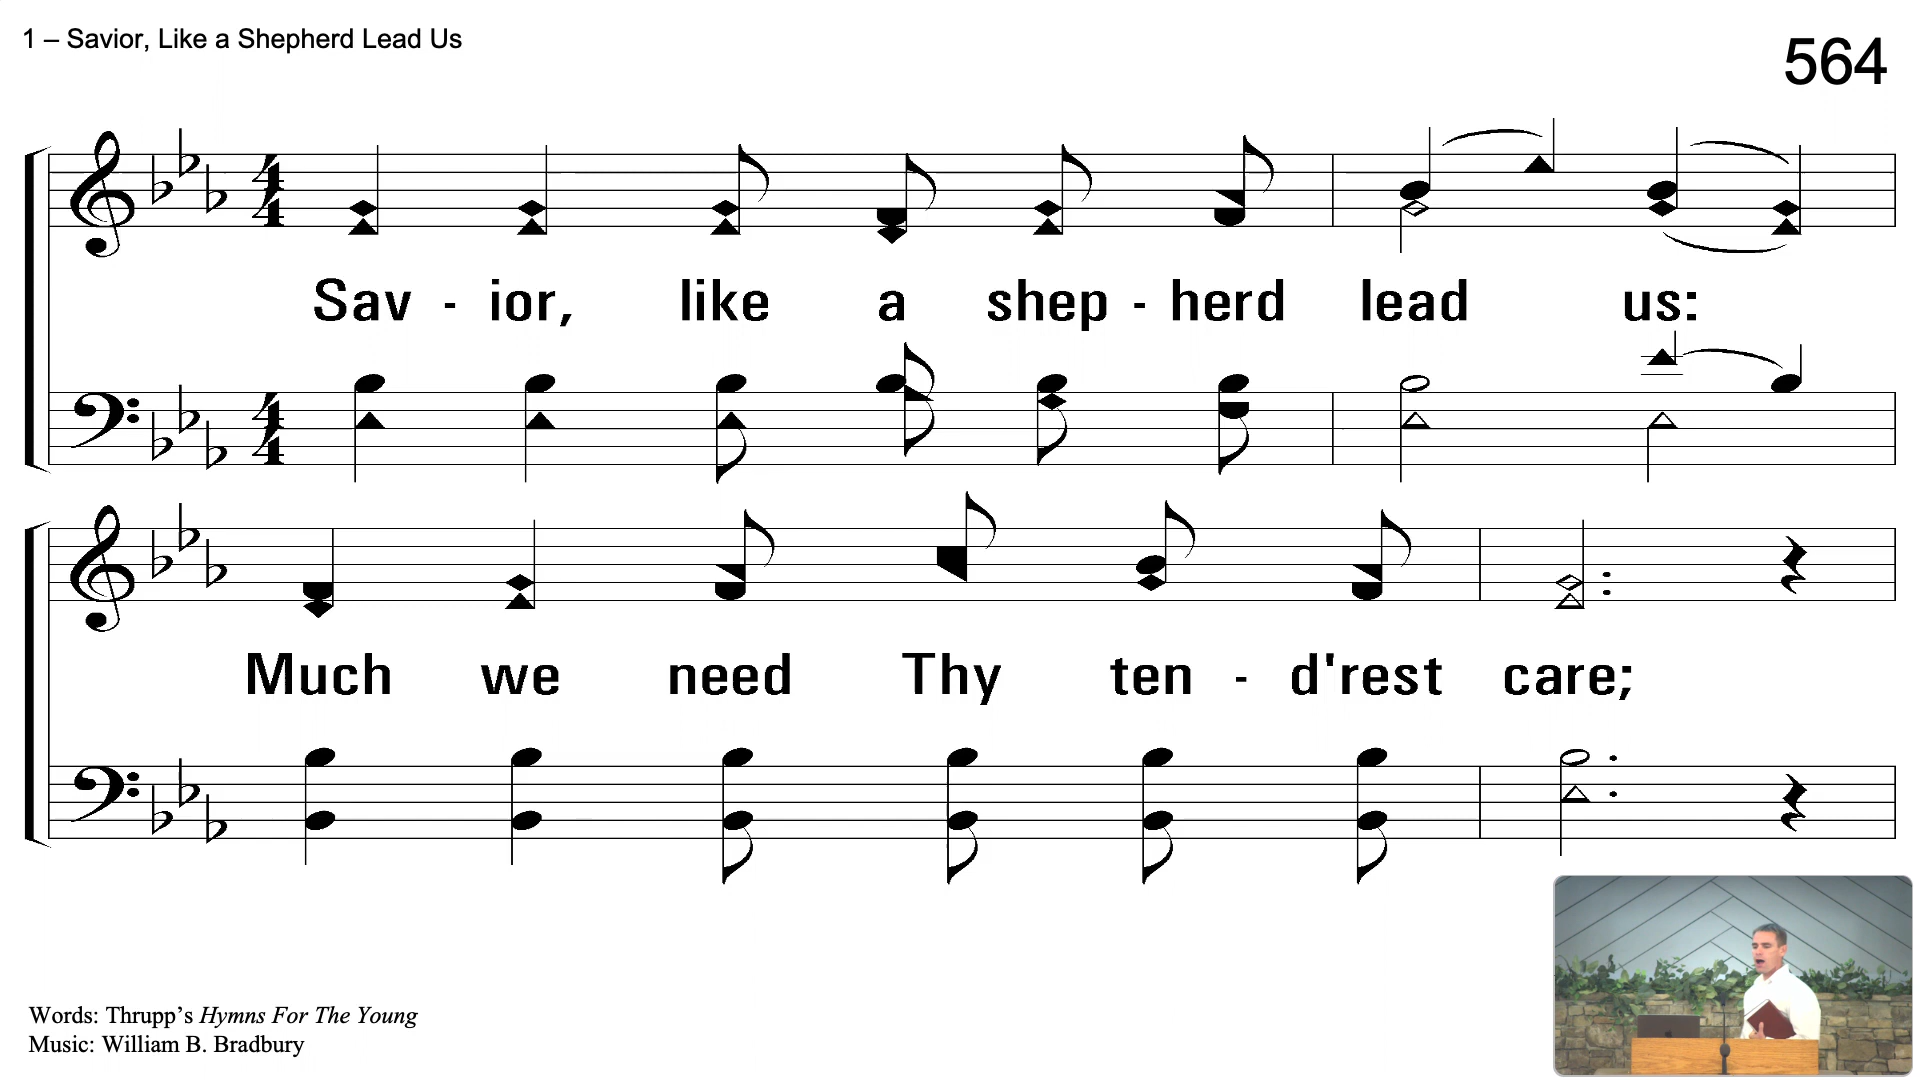 1 – Savior, Like a Shepherd Lead Us
564
Sav - ior, like a shep - herd lead us:
Much we need Thy ten - d'rest care;
Words: Thrupp’s Hymns For The Young
Music: William B. Bradbury